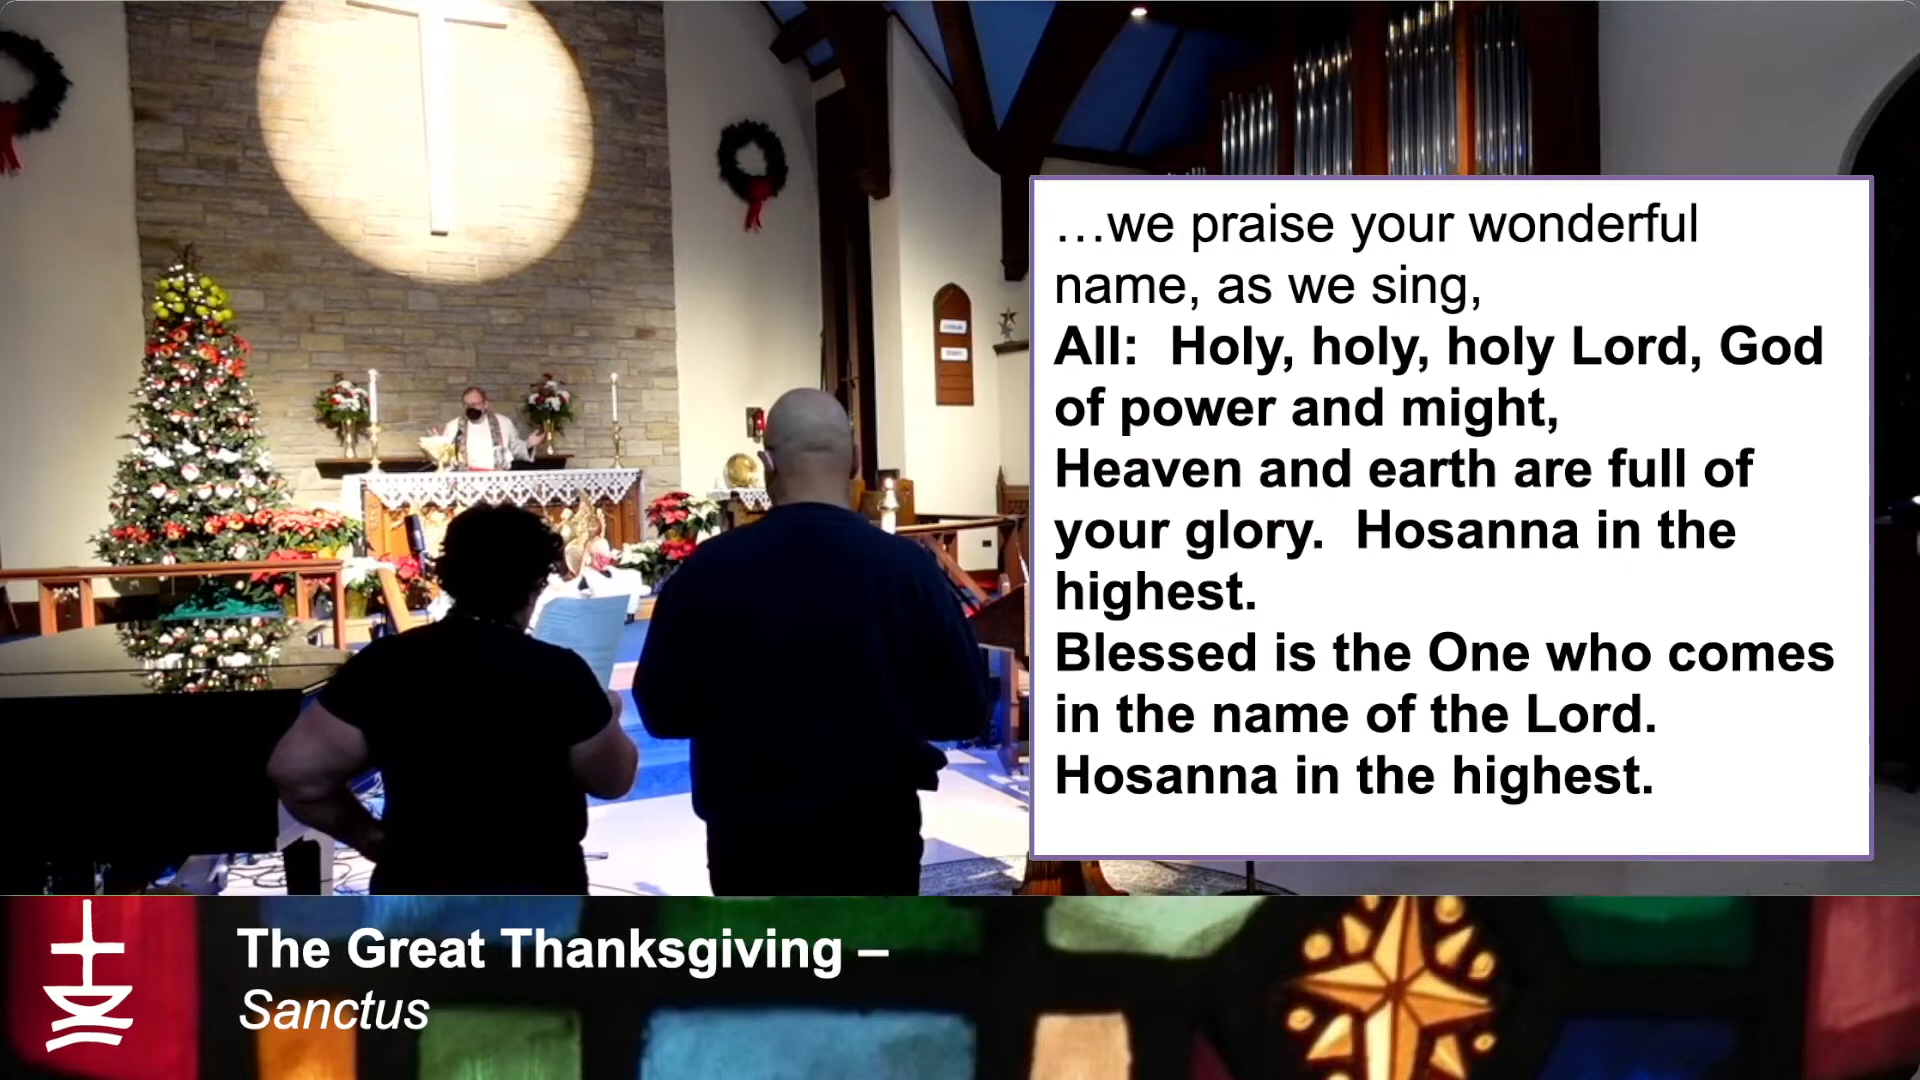 …we praise your wonderful
name, as we sing,
All:  Holy, holy, holy Lord, God
of power and might,
Heaven and earth are full of
your glory.  Hosanna in the
highest.
Blessed is the One who comes
in the name of the Lord.
Hosanna in the highest.
The Great Thanksgiving –
Sanctus